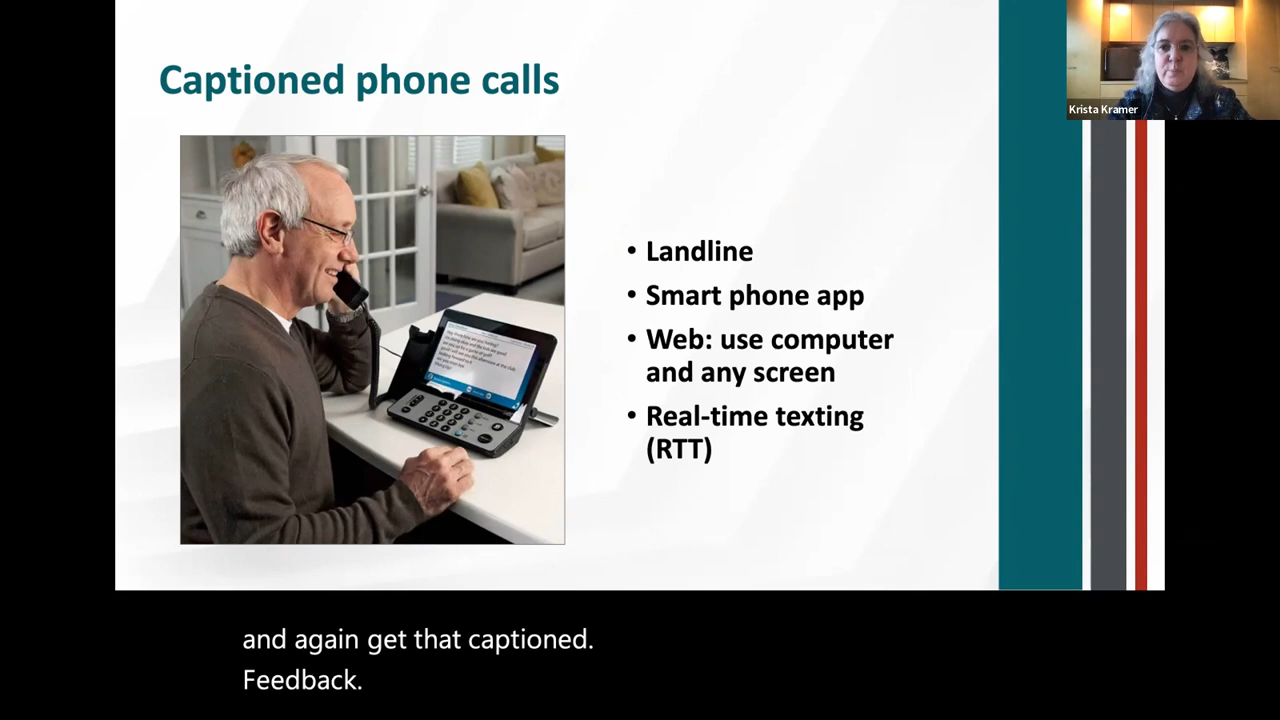 Captioned phone calls
Krista Kramer
• Landline
• Smart phone app
• Web: use computer
and any screen
• Real-time texting
(RTT)
and again get that captioned.
Feedback.